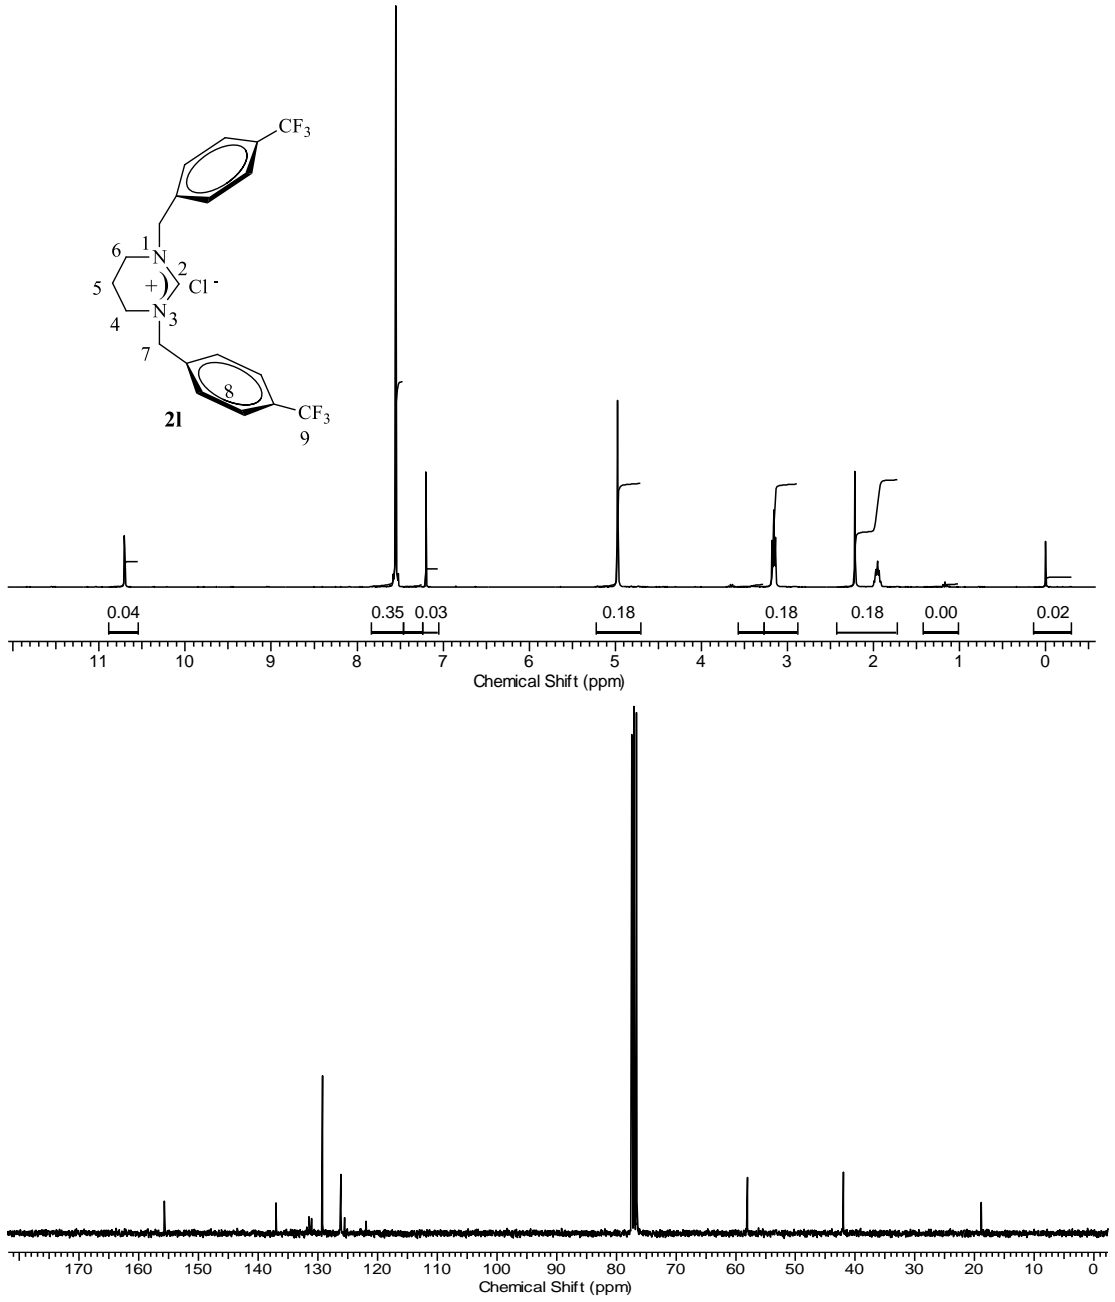 CF3
1
6
N
2
5
+
Cl -
N
3
4
7
8
CF3
9
2l
0.04 0.35 0.03 0.18 0.18 0.18 0.00 0.02
11 10 9 8 7 6 5 4 3 2 1 0
Chemical Shift (ppm)
170 160 150 140 130 120 110 100 90 80 70 60 50 40 30 20 10 0
Chemical Shift (ppm)